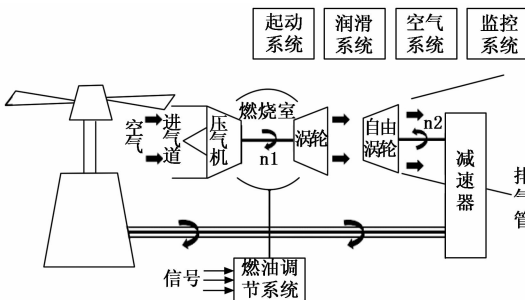 起动
系统
润滑
系统
空气
系统
监控
系统
空气
进气道
压气机
燃烧室
n1
涡轮
自由
涡轮
n2
减速器
排气管
信号
燃油调
节系统